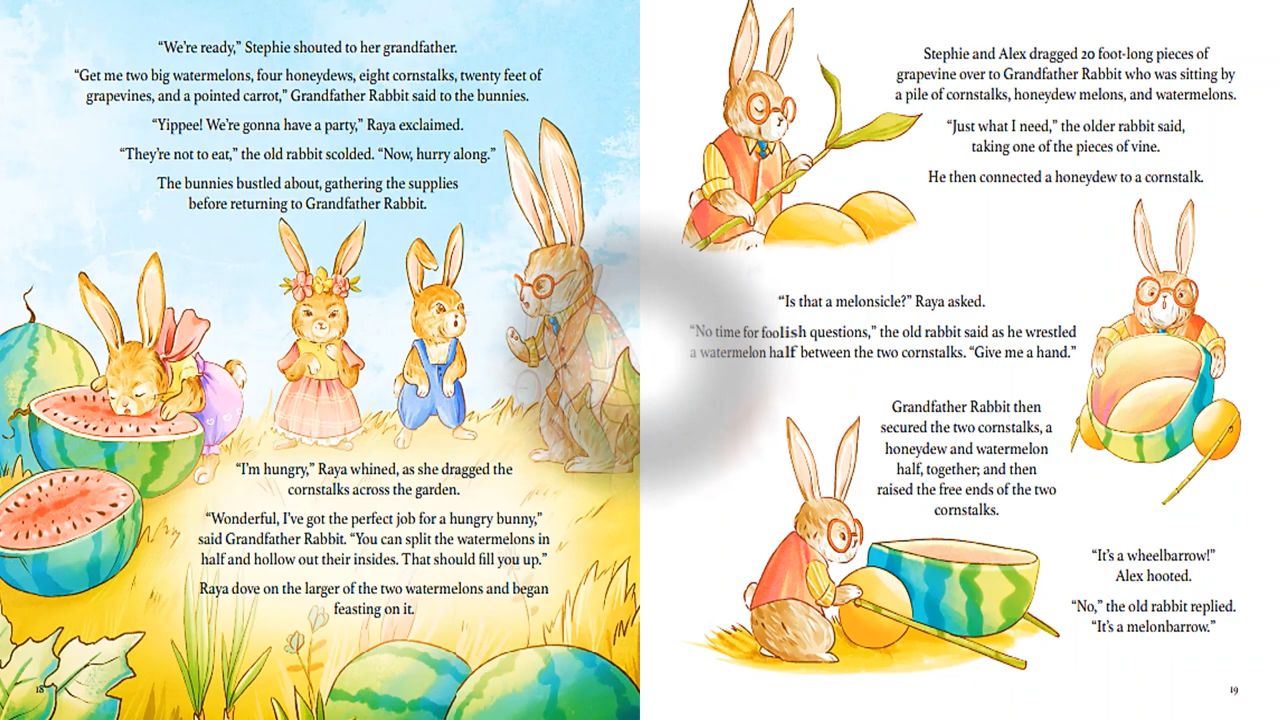 “We’re ready,” Stephie shouted to her grandfather.
“Get me two big watermelons, four honeydews, eight cornstalks, twenty feet of
grapevines, and a pointed carrot,” Grandfather Rabbit said to the bunnies.
“Yippee! We’re gonna have a party,” Raya exclaimed.
“They’re not to eat,” the old rabbit scolded. “Now, hurry along.”
The bunnies bustled about, gathering the supplies
before returning to Grandfather Rabbit.
“I’m hungry,” Raya whined, as she dragged the
cornstalks across the garden.
“Wonderful, I’ve got the perfect job for a hungry bunny,”
said Grandfather Rabbit. “You can split the watermelons in
half and hollow out their insides. That should fill you up.”
Raya dove on the larger of the two watermelons and began
feasting on it.
18
Stephie and Alex dragged 20 foot-long pieces of
grapevine over to Grandfather Rabbit who was sitting by
a pile of cornstalks, honeydew melons, and watermelons.
“Just what I need,” the older rabbit said,
taking one of the pieces of vine.
He then connected a honeydew to a cornstalk.
“Is that a melonsicle?” Raya asked.
“No time for foolish questions,” the old rabbit said as he wrestled
a watermelon half between the two cornstalks. “Give me a hand.”
Grandfather Rabbit then
secured the two cornstalks, a
honeydew and watermelon
half, together; and then
raised the free ends of the two
cornstalks.
“It’s a wheelbarrow!”
Alex hooted.
“No,” the old rabbit replied.
“It’s a melonbarrow.”
19